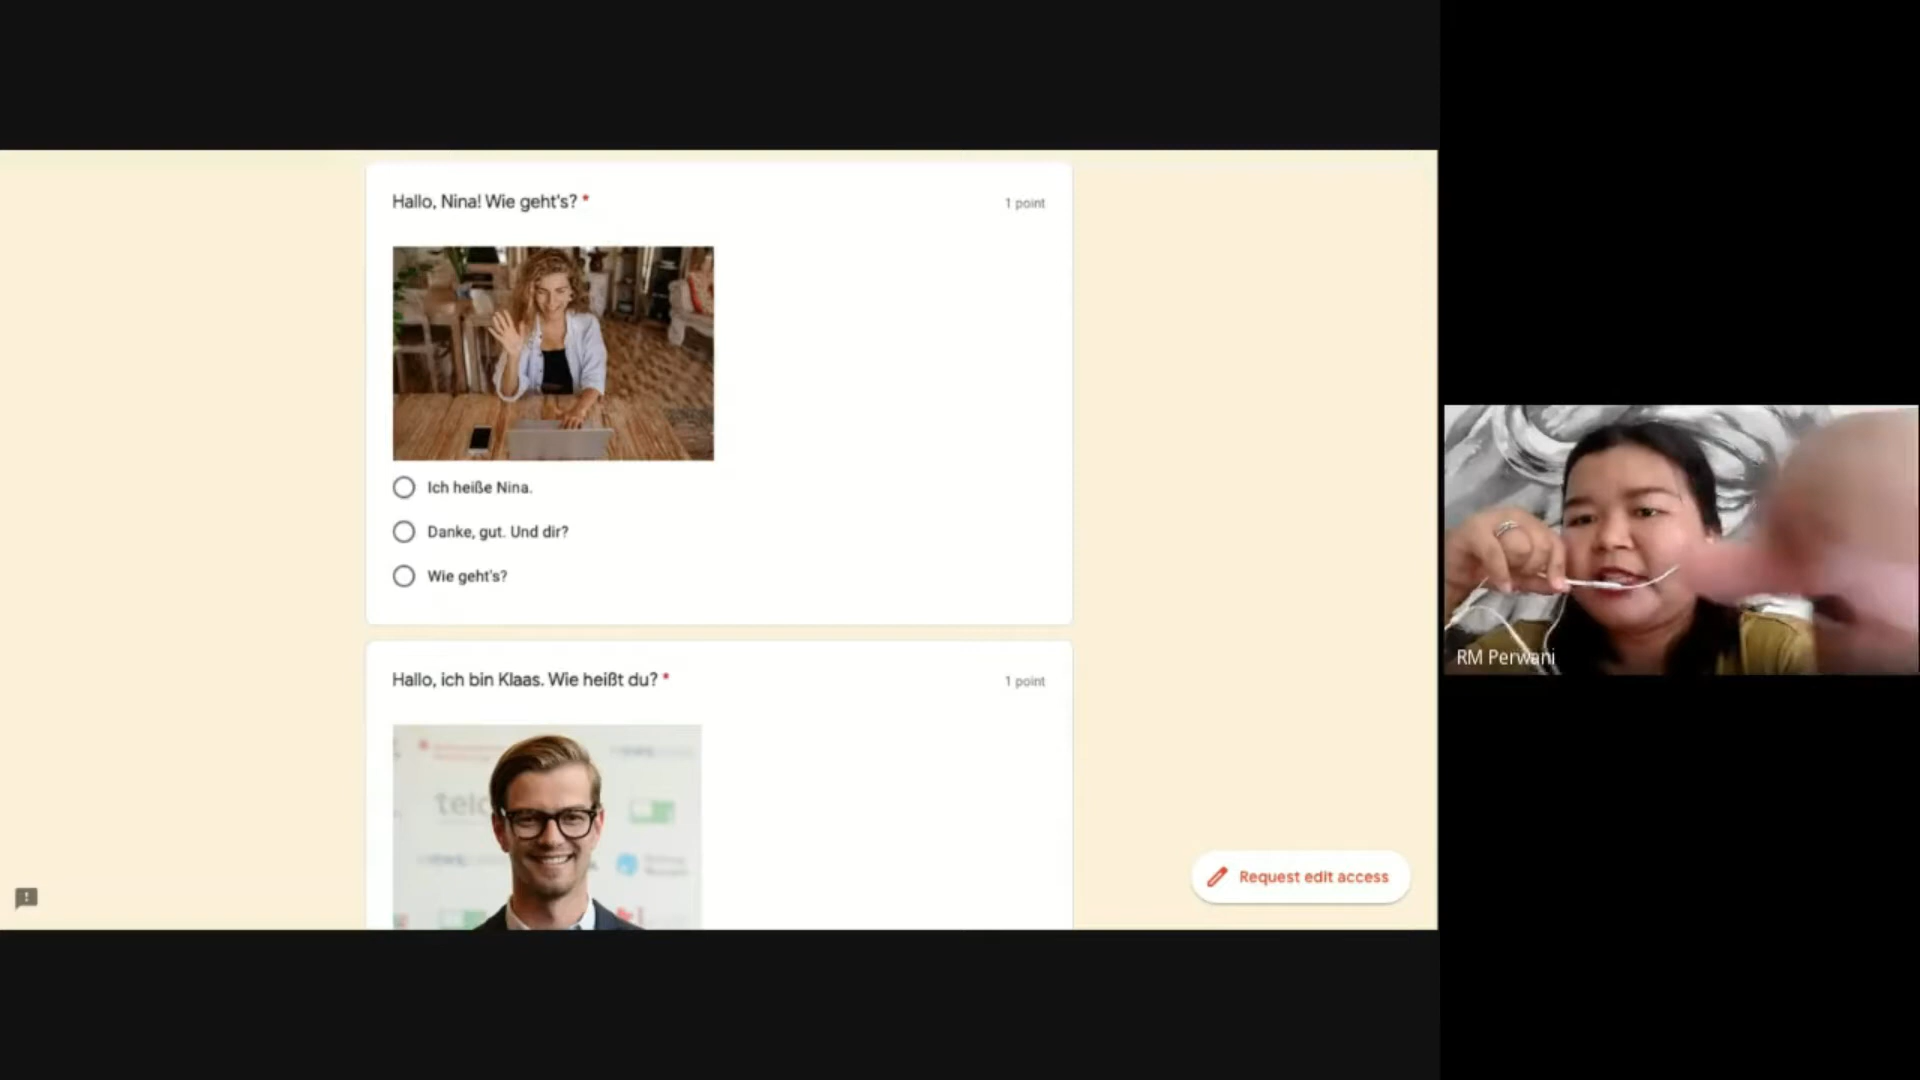 Hallo, Nina! Wie geht's? *
1 point
Ich heiße Nina.
Danke, gut. Und dir?
Wie geht's?
Hallo, ich bin Klaas. Wie heißt du? *
1 point
telc
Request edit access
RM Perwani